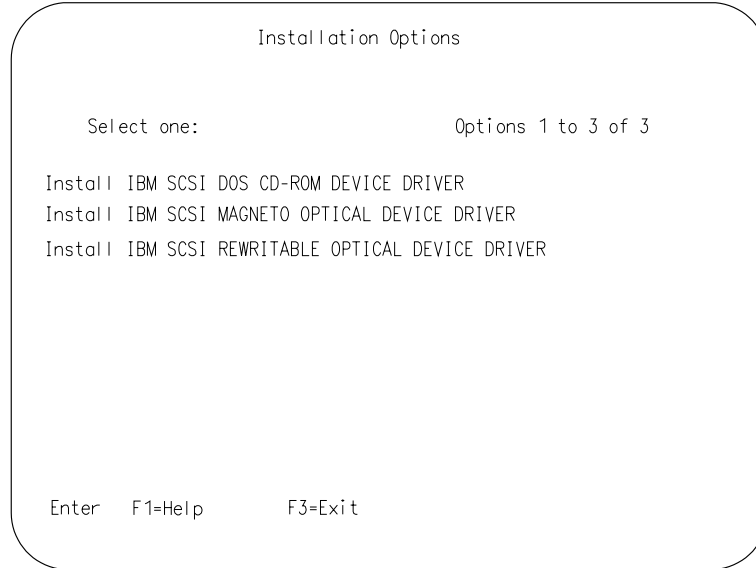 Installation Options
Select one: Options 1 to 3 of 3
Install IBM SCSI DOS CD-ROM DEVICE DRIVER
Install IBM SCSI MAGNETO OPTICAL DEVICE DRIVER
Install IBM SCSI REWRITABLE OPTICAL DEVICE DRIVER
Enter F1=Help F3=Exit